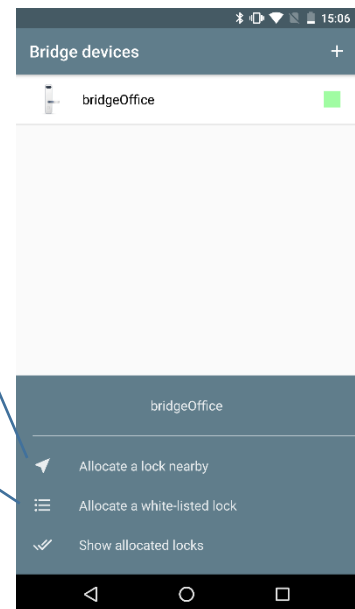 15:06
Bridge devices +
bridgeOffice
bridgeOffice
Allocate a lock nearby
Allocate a white-listed lock
Show allocated locks